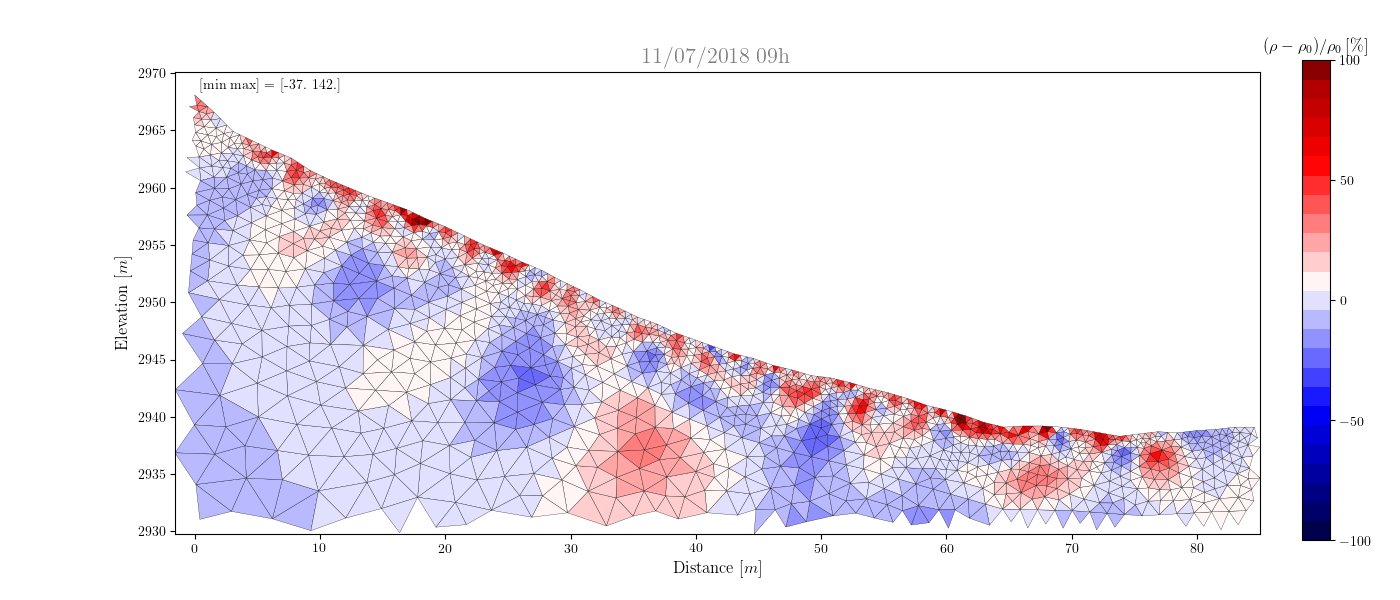 11/07/2018 09h
(ρ − ρ₀)/ρ₀ [%]
[min max] = [-37. 142.]
2970
2965
2960
2955
2950
2945
2940
2935
2930
Elevation [m]
0 10 20 30 40 50 60 70 80
Distance [m]
100
50
0
−50
−100